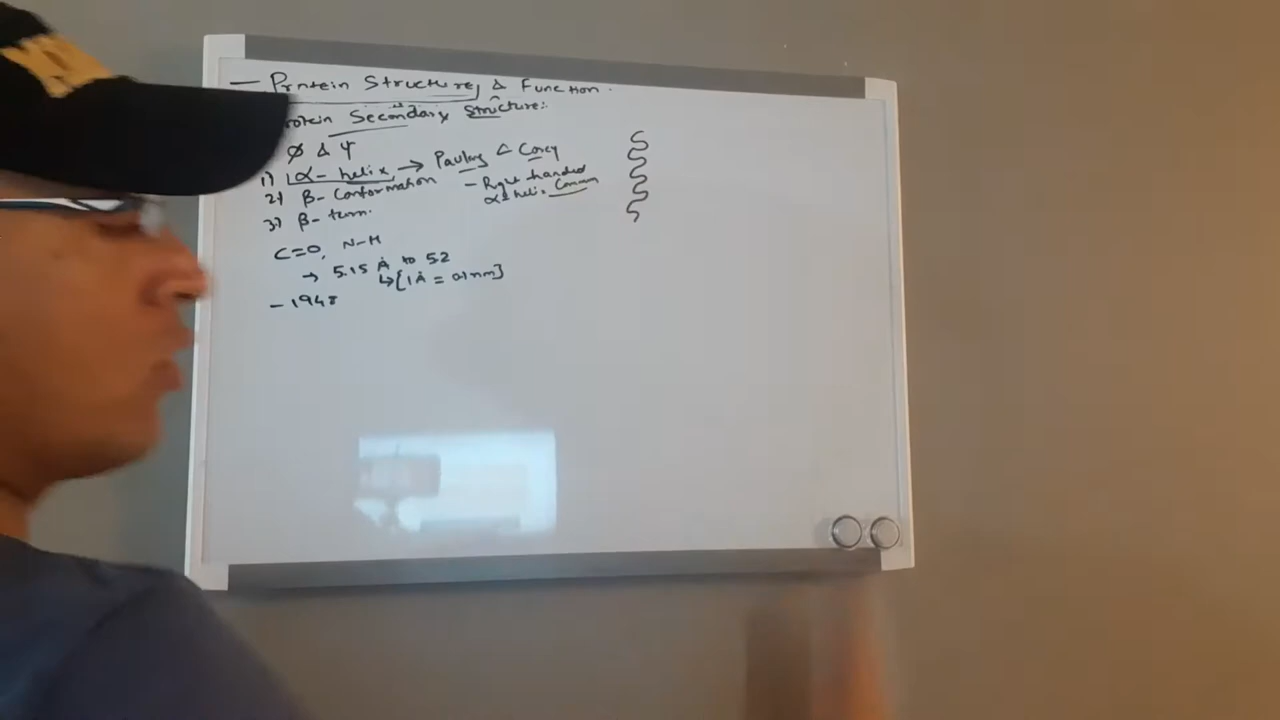 — Protein Structure, & Function.
rotein Secondary Structure:
Ø & Ψ
1) α-helix → Pauling & Corey
2) β-Conformation - Right handed
α helix Common
3) β-turn.
C=O, N-H
→ 5.15 Å to 52
↳[1Å = 0.1nm]
- 1948